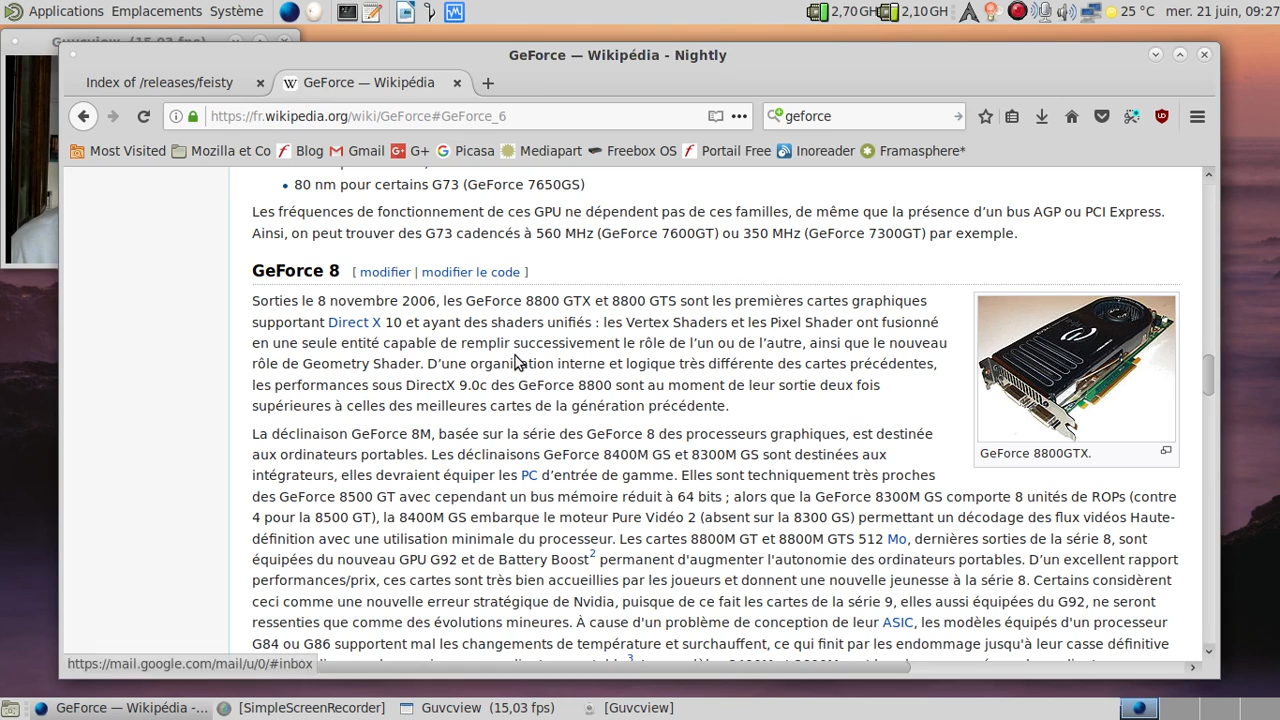 Applications Emplacements Système 2,70 GH 2,10 GH 25 °C mer. 21 juin, 09:27
Guvcview (15,03 fps)
GeForce — Wikipédia - Nightly
Index of /releases/feisty GeForce — Wikipédia
https://fr.wikipedia.org/wiki/GeForce#GeForce_6 geforce
Most Visited Mozilla et Co Blog Gmail G+ Picasa Mediapart Freebox OS Portail Fre Inoreader Framasphere*
80 nm pour certains G73 (GeForce 7650GS)
Les fréquences de fonctionnement de ces GPU ne dépendent pas de ces familles, de même que la présence d’un bus AGP ou PCI Express.
Ainsi, on peut trouver des G73 cadencés à 560 MHz (GeForce 7600GT) ou 350 MHz (GeForce 7300GT) par exemple.
GeForce 8 [ modifier | modifier le code ]
Sorties le 8 novembre 2006, les GeForce 8800 GTX et 8800 GTS sont les premières cartes graphiques
supportant Direct X 10 et ayant des shaders unifiés : les Vertex Shaders et les Pixel Shader ont fusionné
en une seule entité capable de remplir successivement le rôle de l’un ou de l’autre, ainsi que le nouveau
rôle de Geometry Shader. D’une organisation interne et logique très différente des cartes précédentes,
les performances sous DirectX 9.0c des GeForce 8800 sont au moment de leur sortie deux fois
supérieures à celles des meilleures cartes de la génération précédente.
GeForce 8800GTX.
La déclinaison GeForce 8M, basée sur la série des GeForce 8 des processeurs graphiques, est destinée
aux ordinateurs portables. Les déclinaisons GeForce 8400M GS et 8300M GS sont destinées aux
intégrateurs, elles devraient équiper les PC d’entrée de gamme. Elles sont techniquement très proches
des GeForce 8500 GT avec cependant un bus mémoire réduit à 64 bits ; alors que la GeForce 8300M GS comporte 8 unités de ROPs (contre
4 pour la 8500 GT), la 8400M GS embarque le moteur Pure Vidéo 2 (absent sur la 8300 GS) permettant un décodage des flux vidéos Haute-
définition avec une utilisation minimale du processeur. Les cartes 8800M GT et 8800M GTS 512 Mo, dernières sorties de la série 8, sont
équipées du nouveau GPU G92 et de Battery Boost2 permanent d'augmenter l'autonomie des ordinateurs portables. D’un excellent rapport
performances/prix, ces cartes sont très bien accueillies par les joueurs et donnent une nouvelle jeunesse à la série 8. Certains considèrent
ceci comme une nouvelle erreur stratégique de Nvidia, puisque de ce fait les cartes de la série 9, elles aussi équipées du G92, ne seront
ressenties que comme des évolutions mineures. À cause d'un problème de conception de leur ASIC, les modèles équipés d'un processeur
G84 ou G86 supportent mal les changements de température et surchauffent, ce qui finit par les endommage jusqu'à leur casse définitive
https://mail.google.com/mail/u/0/#inbox
GeForce — Wikipédia -... [SimpleScreenRecorder] Guvcview (15,03 fps) [Guvcview]